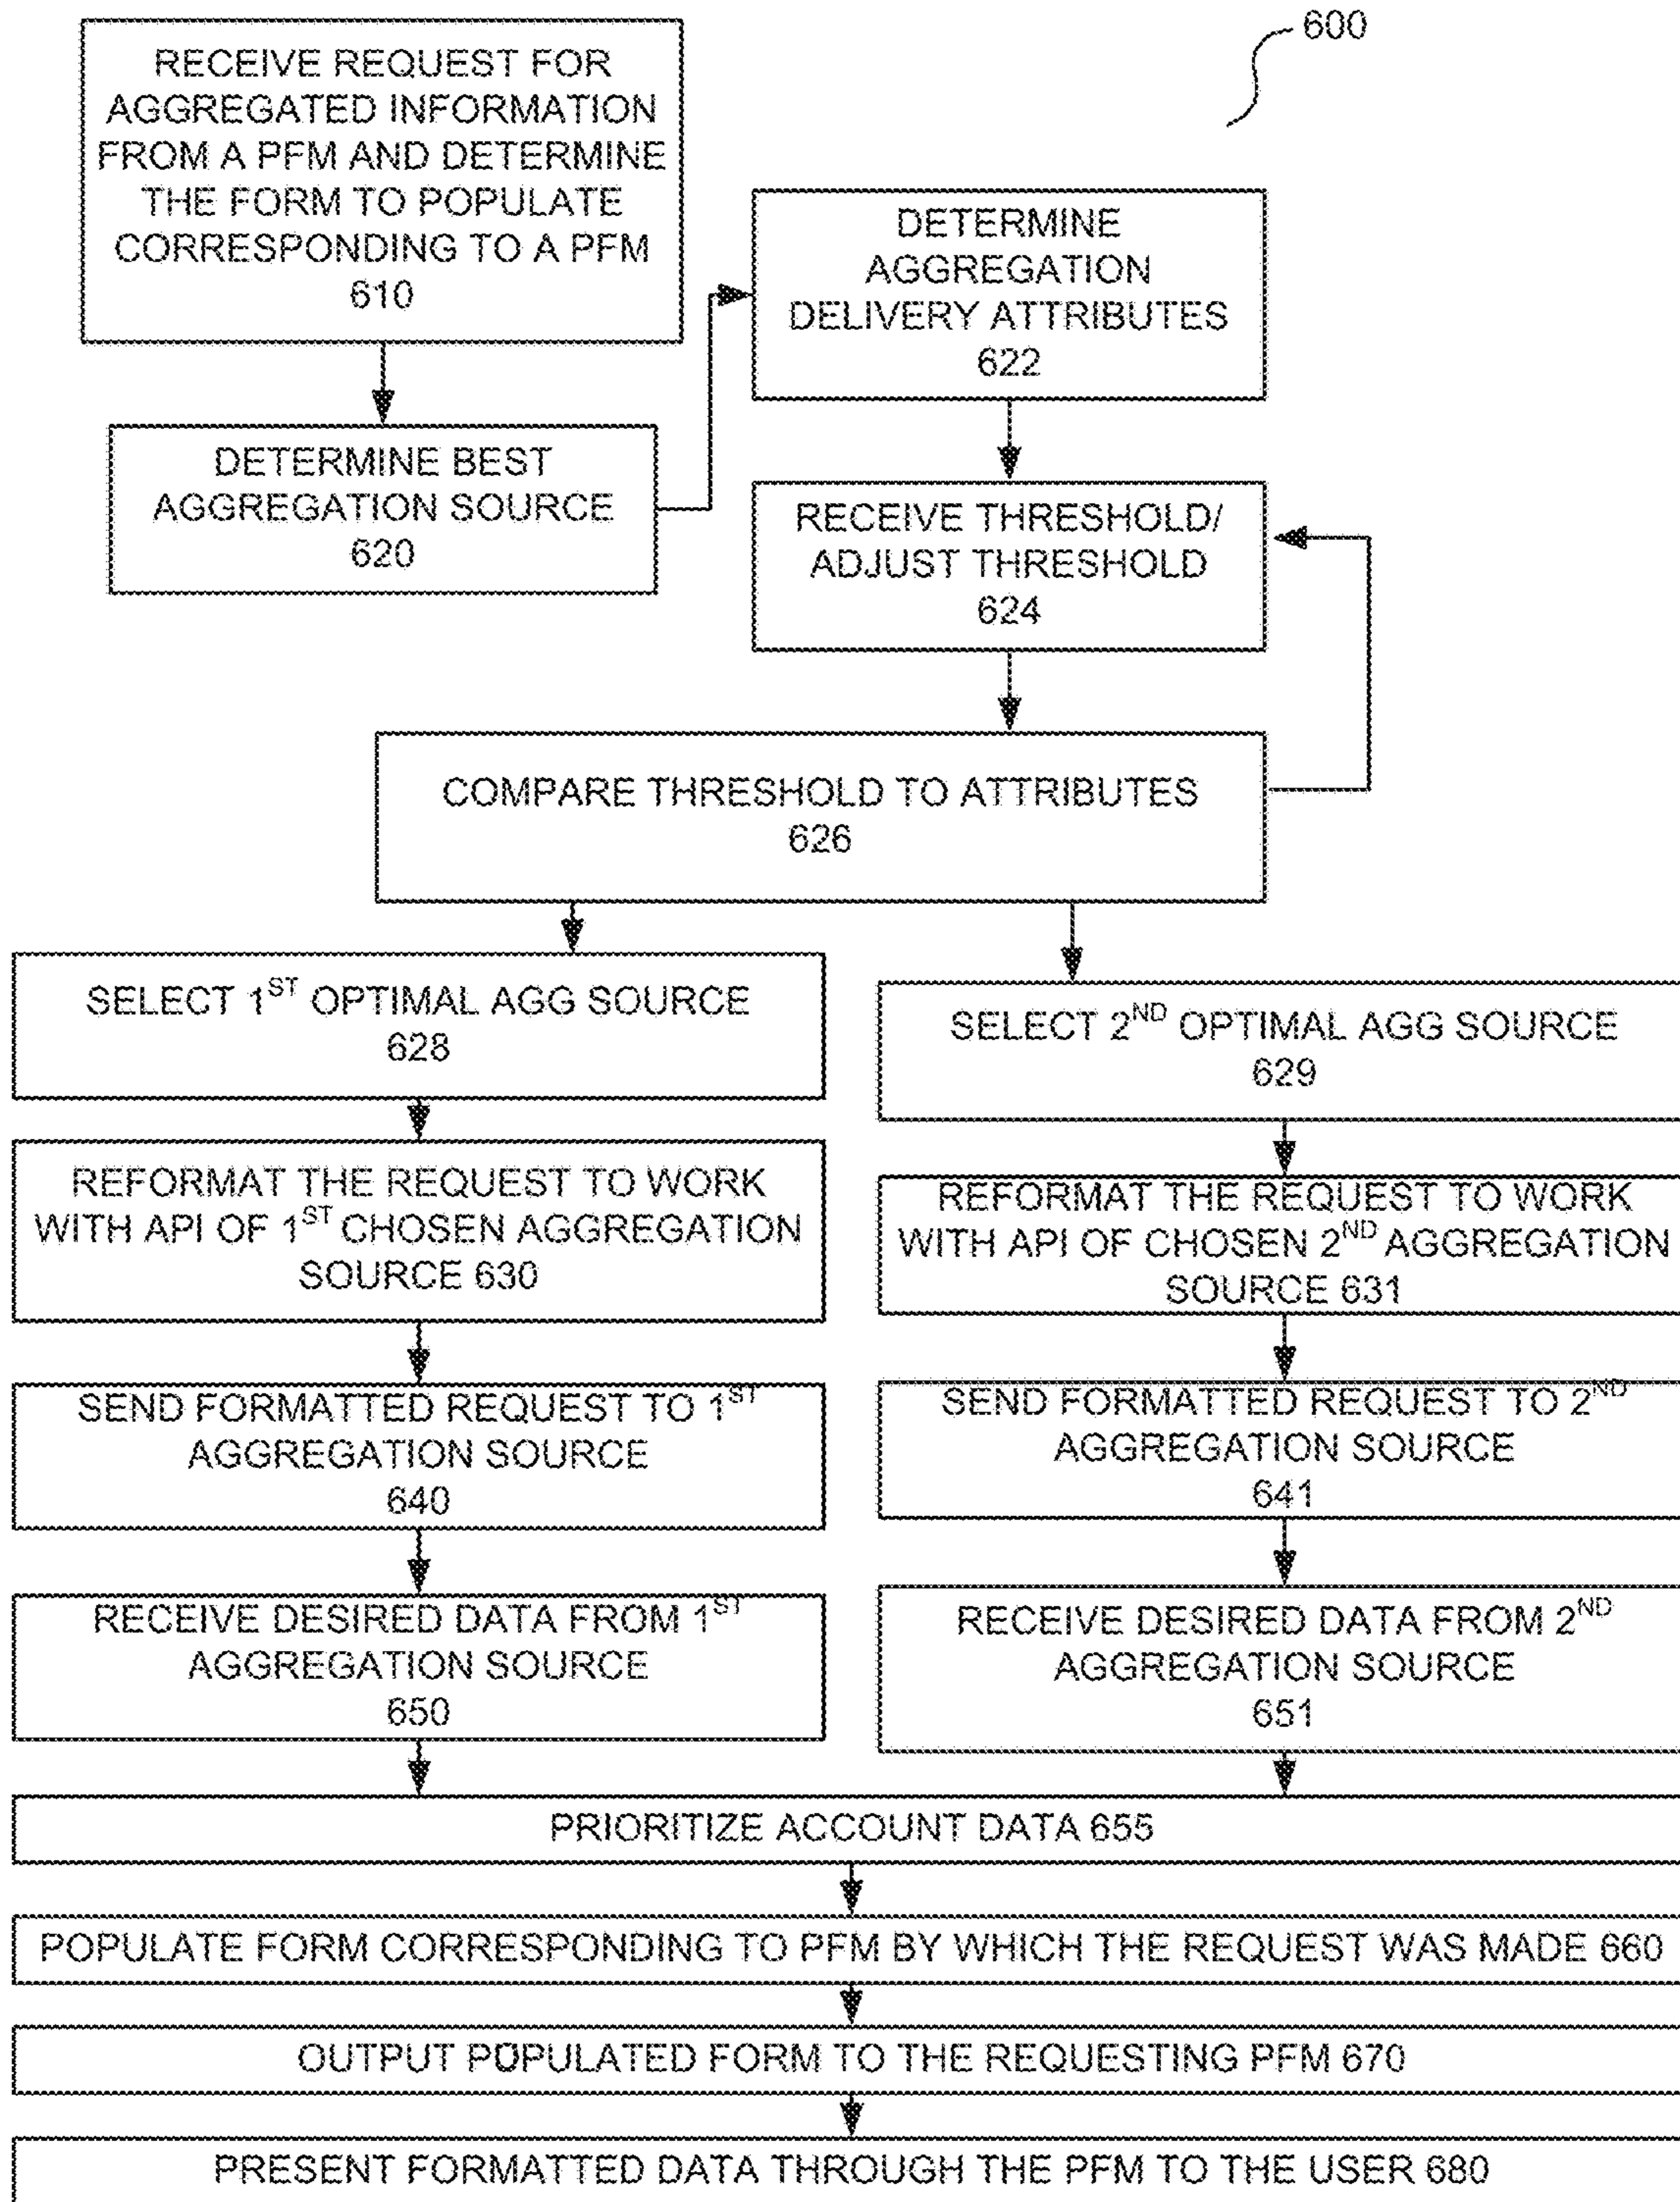 600
RECEIVE REQUEST FOR
AGGREGATED INFORMATION
FROM A PFM AND DETERMINE
THE FORM TO POPULATE
CORRESPONDING TO A PFM
610
DETERMINE BEST
AGGREGATION SOURCE
620
DETERMINE
AGGREGATION
DELIVERY ATTRIBUTES
622
RECEIVE THRESHOLD/
ADJUST THRESHOLD
624
COMPARE THRESHOLD TO ATTRIBUTES
626
SELECT 1ST OPTIMAL AGG SOURCE
628
REFORMAT THE REQUEST TO WORK
WITH API OF 1ST CHOSEN AGGREGATION
SOURCE 630
SEND FORMATTED REQUEST TO 1ST
AGGREGATION SOURCE
640
RECEIVE DESIRED DATA FROM 1ST
AGGREGATION SOURCE
650
SELECT 2ND OPTIMAL AGG SOURCE
629
REFORMAT THE REQUEST TO WORK
WITH API OF CHOSEN 2ND AGGREGATION
SOURCE 631
SEND FORMATTED REQUEST TO 2ND
AGGREGATION SOURCE
641
RECEIVE DESIRED DATA FROM 2ND
AGGREGATION SOURCE
651
PRIORITIZE ACCOUNT DATA 655
POPULATE FORM CORRESPONDING TO PFM BY WHICH THE REQUEST WAS MADE 660
OUTPUT POPULATED FORM TO THE REQUESTING PFM 670
PRESENT FORMATTED DATA THROUGH THE PFM TO THE USER 680